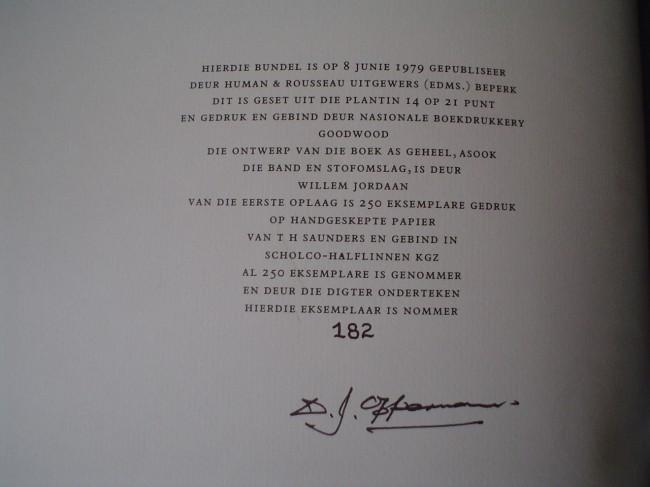 HIERDIE BUNDEL IS OP 8 JUNIE 1979 GEPUBLISEER
DEUR HUMAN & ROUSSEAU UITGEWERS (EDMS.) BEPERK
DIT IS GESET UIT DIE PLANTIN 14 OP 21 PUNT
EN GEDRUK EN GEBIND DEUR NASIONALE BOEKDRUKKERY
GOODWOOD
DIE ONTWERP VAN DIE BOEK AS GEHEEL, ASOOK
DIE BAND EN STOFOMSLAG, IS DEUR
WILLEM JORDAAN
VAN DIE EERSTE OPLAAG IS 250 EKSEMPLARE GEDRUK
OP HANDGESKEPTE PAPIER
VAN T H SAUNDERS EN GEBIND IN
SCHOLCO-HALFLINNEN KGZ
AL 250 EKSEMPLARE IS GENOMMER
EN DEUR DIE DIGTER ONDERTEKEN
HIERDIE EKSEMPLAAR IS NOMMER
182
D. J. Opperman